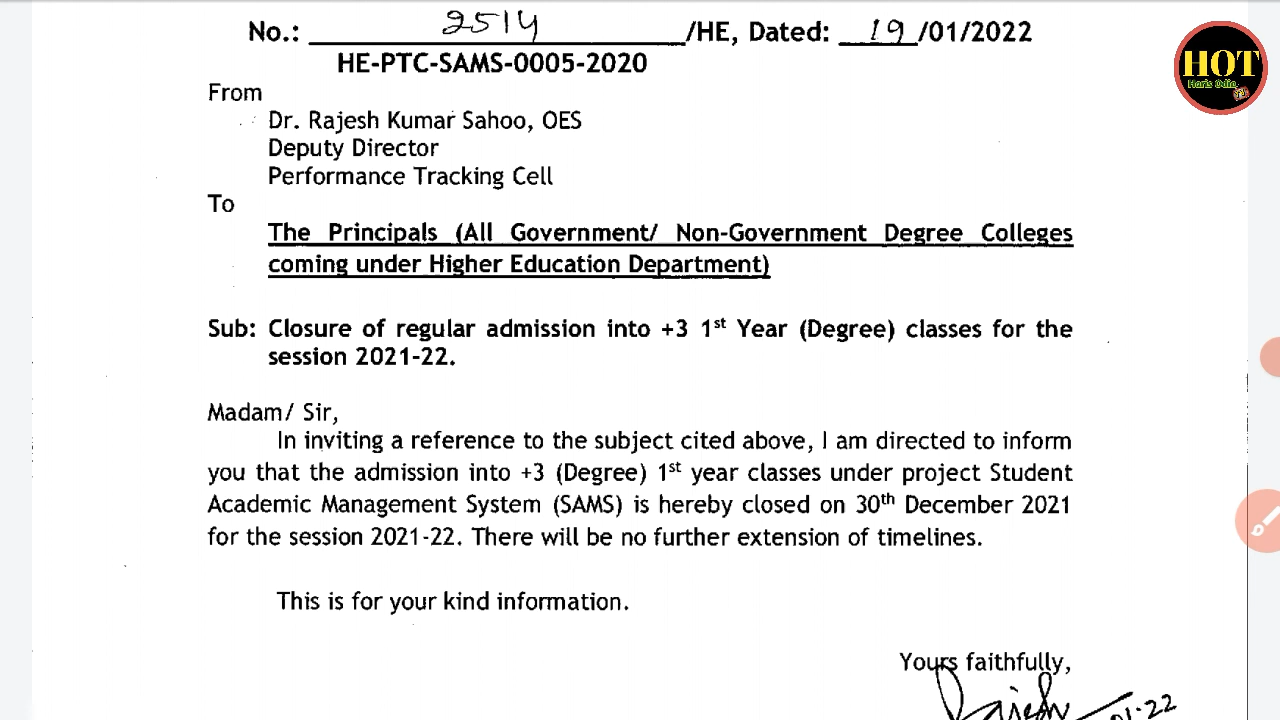 No.: 2514 /HE, Dated: 19/01/2022
HE-PTC-SAMS-0005-2020
From
Dr. Rajesh Kumar Sahoo, OES
Deputy Director
Performance Tracking Cell
To
The Principals (All Government/ Non-Government Degree Colleges
coming under Higher Education Department)
Sub: Closure of regular admission into +3 1st Year (Degree) classes for the
session 2021-22.
Madam/ Sir,
In inviting a reference to the subject cited above, I am directed to inform
you that the admission into +3 (Degree) 1st year classes under project Student
Academic Management System (SAMS) is hereby closed on 30th December 2021
for the session 2021-22. There will be no further extension of timelines.
This is for your kind information.
Yours faithfully,
Rajesh
01-22
HOT
Haris Odia